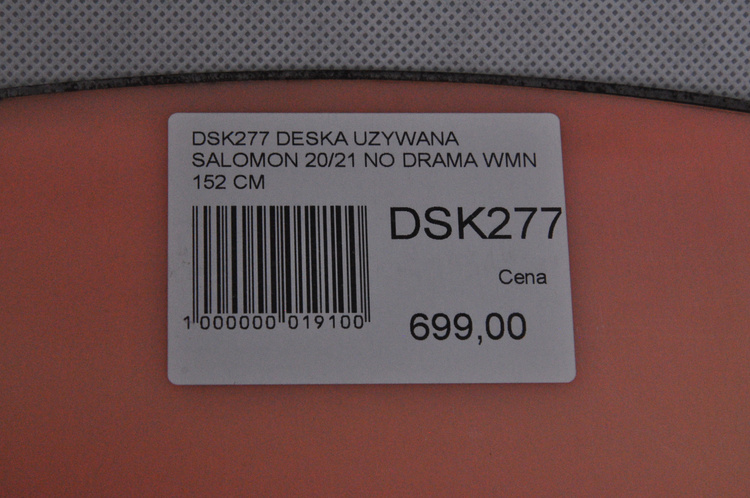 DSK277 DESKA UZYWANA
SALOMON 20/21 NO DRAMA WMN
152 CM
DSK277
Cena
699,00
1 000000 019100